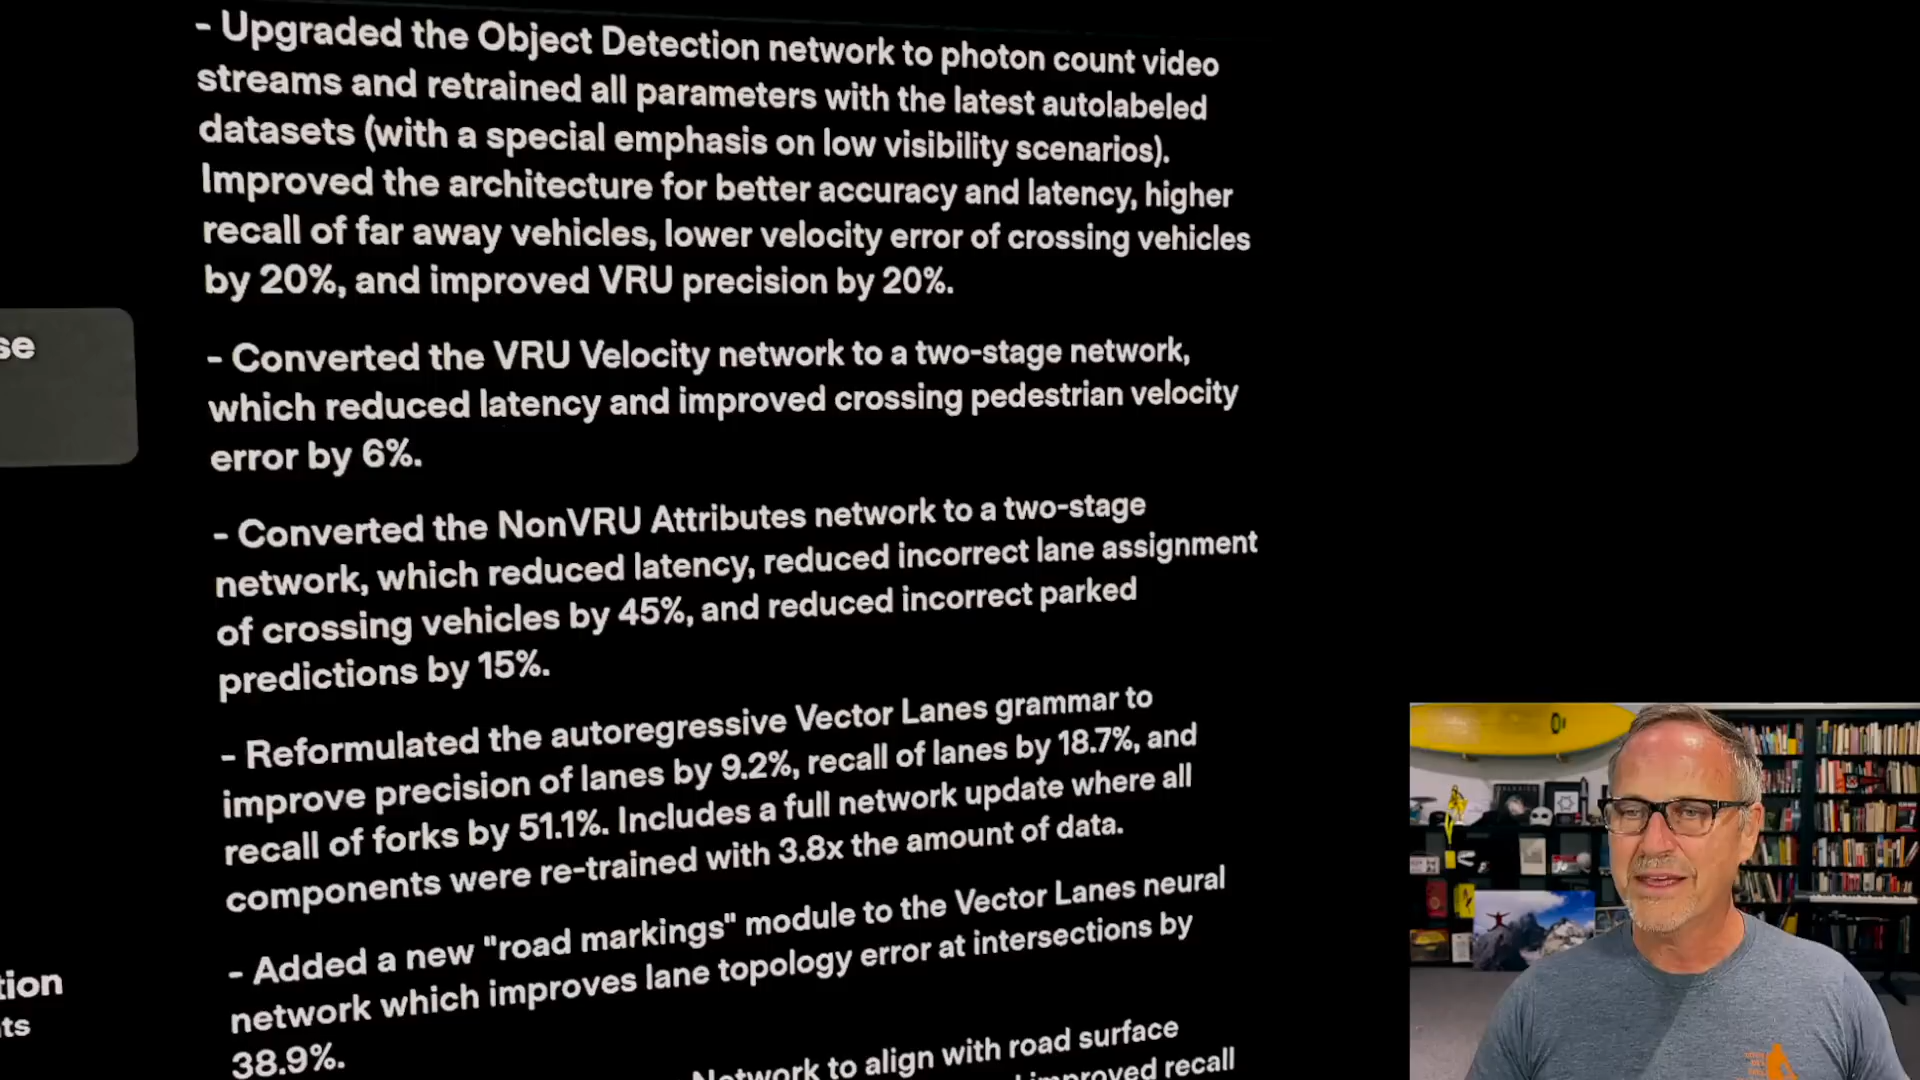 - Upgraded the Object Detection network to photon count video
streams and retrained all parameters with the latest autolabeled
datasets (with a special emphasis on low visibility scenarios).
Improved the architecture for better accuracy and latency, higher
recall of far away vehicles, lower velocity error of crossing vehicles
by 20%, and improved VRU precision by 20%.
se
- Converted the VRU Velocity network to a two-stage network,
which reduced latency and improved crossing pedestrian velocity
error by 6%.
- Converted the NonVRU Attributes network to a two-stage
network, which reduced latency, reduced incorrect lane assignment
of crossing vehicles by 45%, and reduced incorrect parked
predictions by 15%.
- Reformulated the autoregressive Vector Lanes grammar to
improve precision of lanes by 9.2%, recall of lanes by 18.7%, and
recall of forks by 51.1%. Includes a full network update where all
components were re-trained with 3.8x the amount of data.
- Added a new "road markings" module to the Vector Lanes neural
network which improves lane topology error at intersections by
38.9%.
tion
ts
Network to align with road surface
improved recall